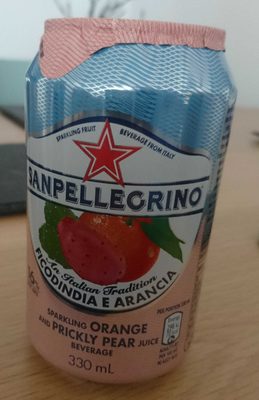 SPARKLING FRUIT BEVERAGE FROM ITALY
SANPELLEGRINO
An Italian Tradition
FICODINDIA E ARANCIA
SPARKLING ORANGE
AND PRICKLY PEAR JUICE
BEVERAGE
330 mL